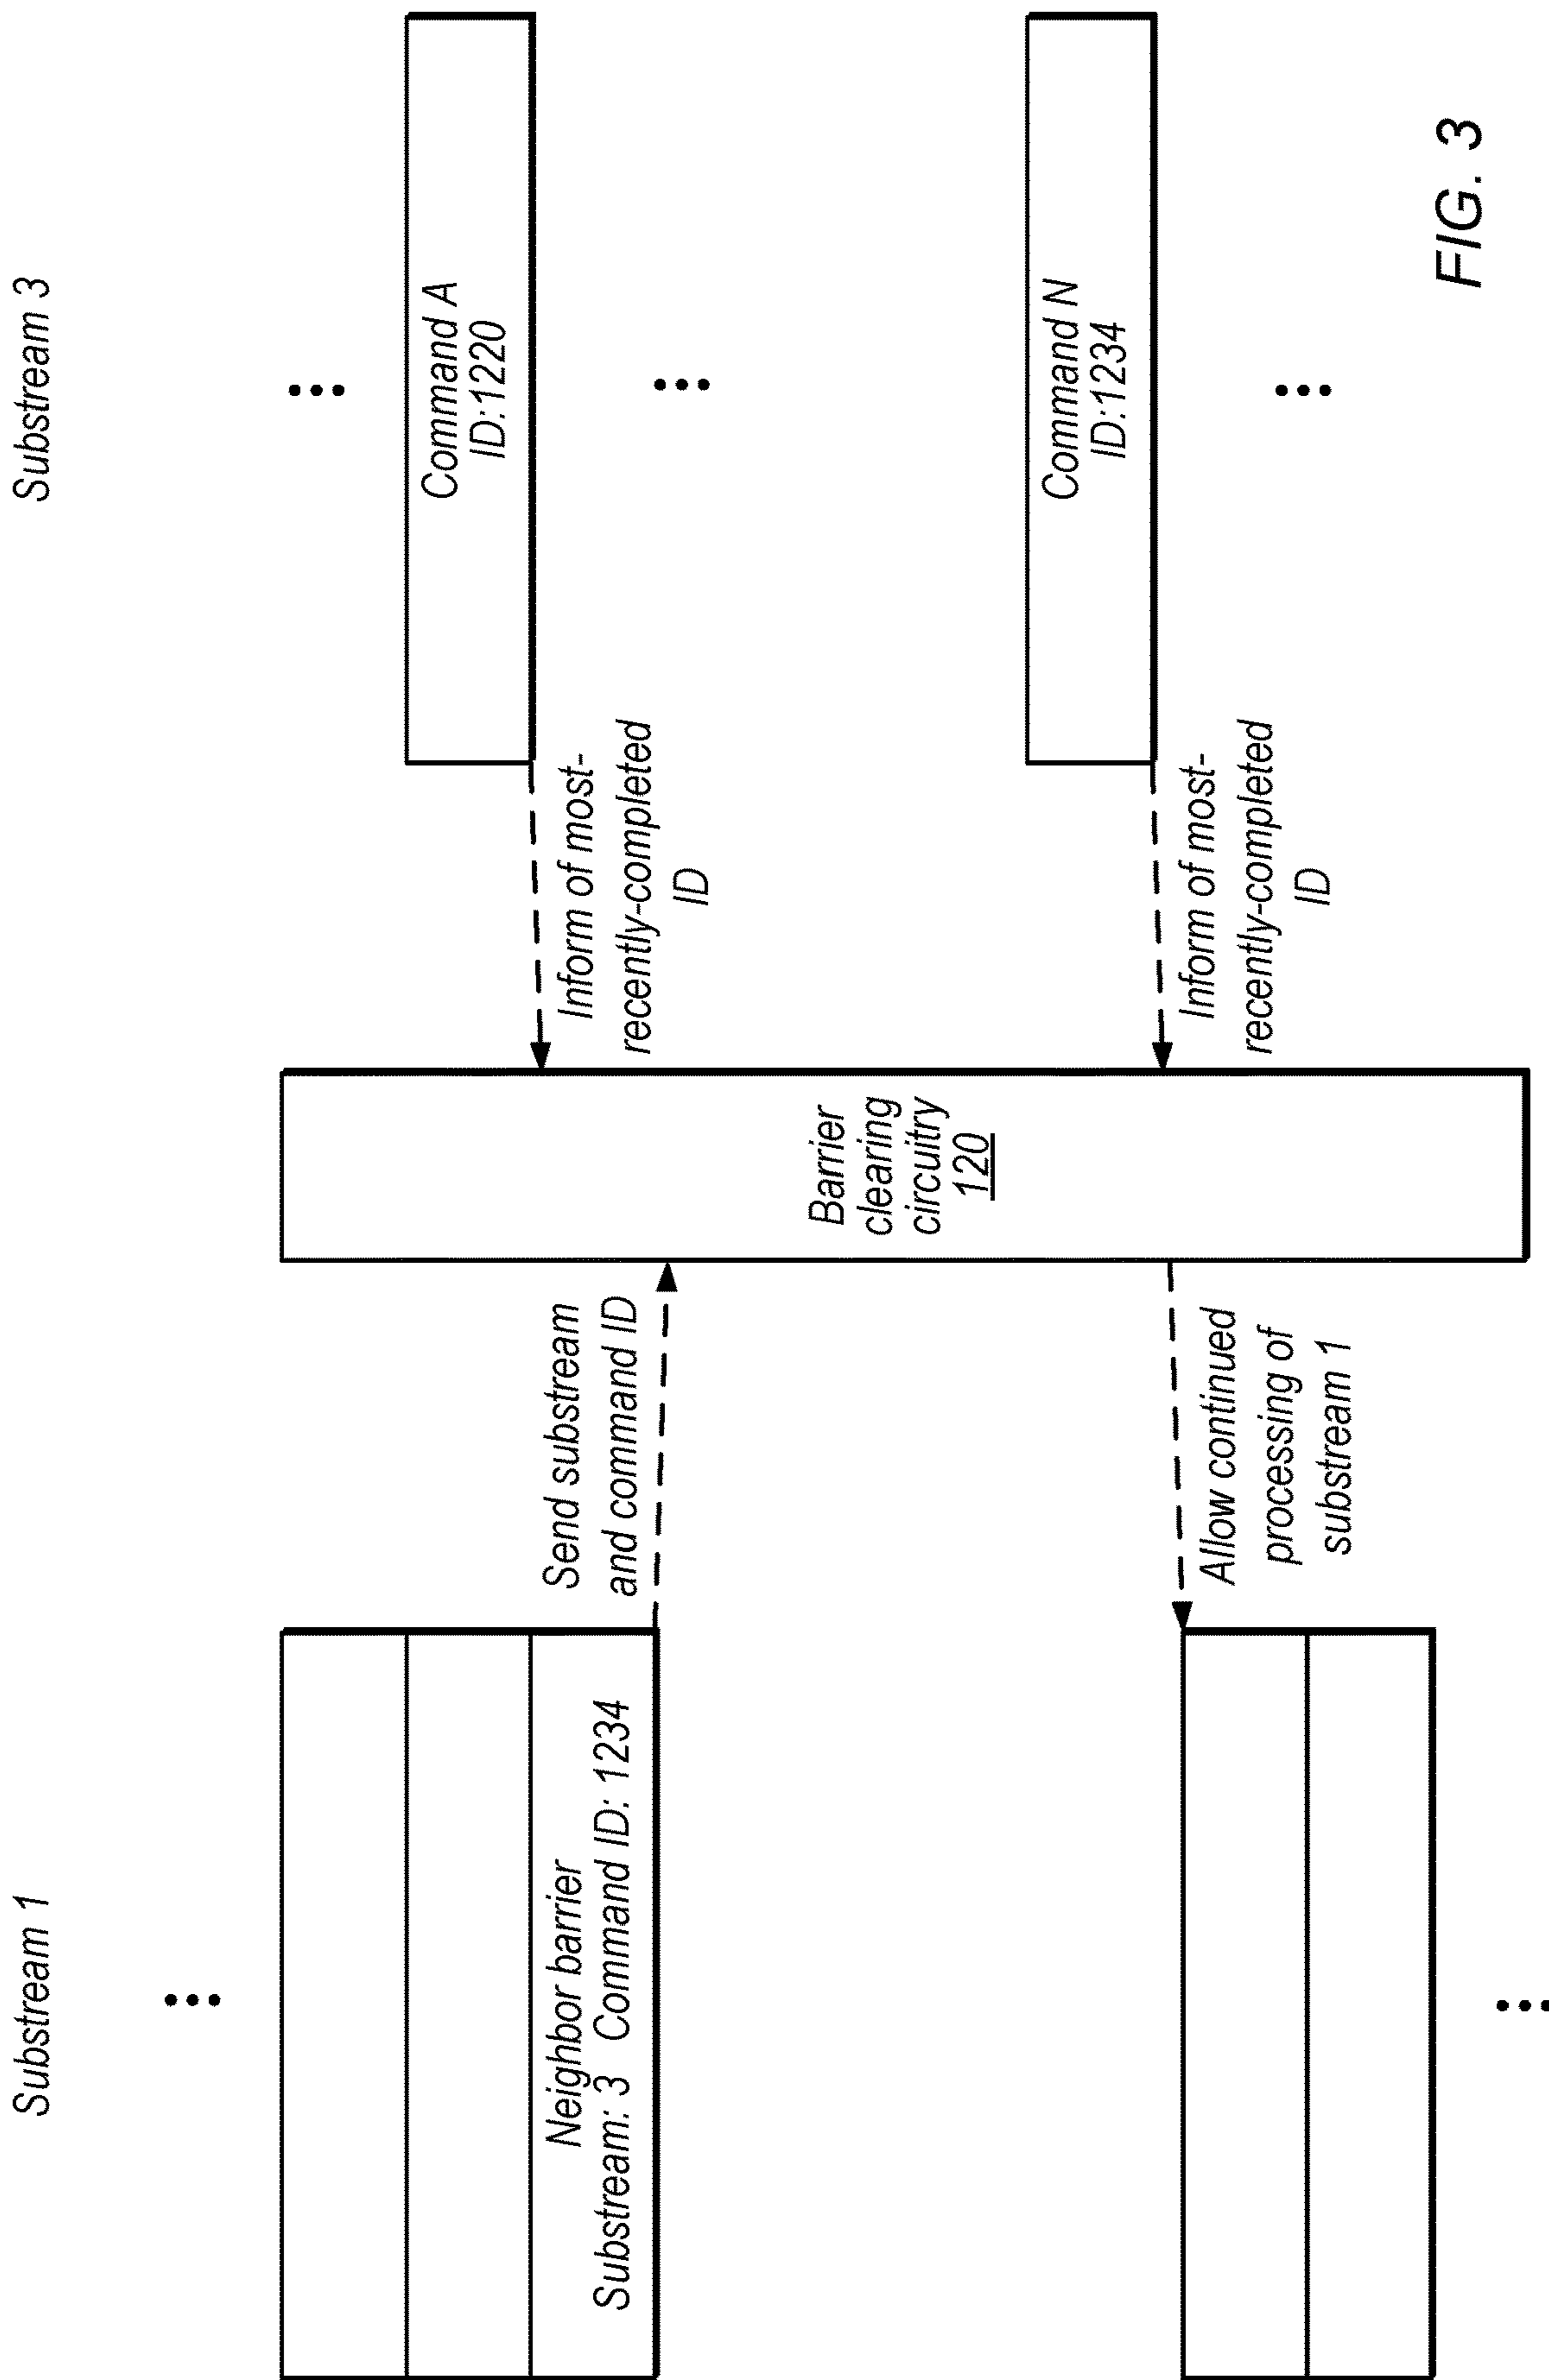 Substream 1
Substream 3
Neighbor barrier
Substream: 3 Command ID: 1234
Send substream
and command ID
Barrier
clearing
circuitry
120
Command A
ID:1220
Inform of most-
recently-completed
ID
Command N
ID:1234
Inform of most-
recently-completed
ID
Allow continued
processing of
substream 1
FIG. 3